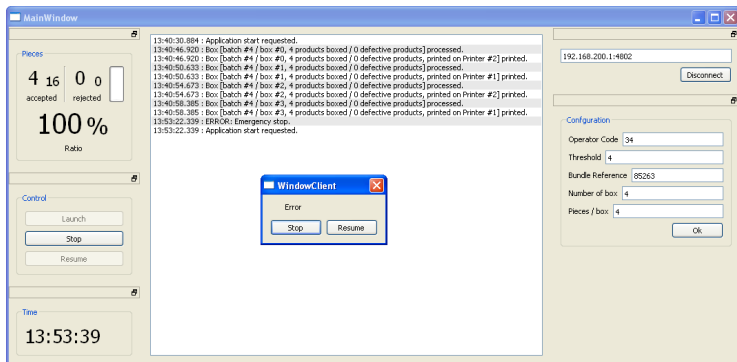 MainWindow
Pieces
4 16 0 0
accepted rejected
100 %
Ratio
Control
Launch
Stop
Resume
Time
13:53:39
13:40:30.884 : Application start requested.
13:40:46.920 : Box [batch #4 / box #0, 4 products boxed / 0 defective products] processed.
13:40:46.920 : Box [batch #4 / box #0, 4 products boxed / 0 defective products, printed on Printer #2] printed.
13:40:50.633 : Box [batch #4 / box #1, 4 products boxed / 0 defective products] processed.
13:40:50.633 : Box [batch #4 / box #1, 4 products boxed / 0 defective products, printed on Printer #1] printed.
13:40:54.673 : Box [batch #4 / box #2, 4 products boxed / 0 defective products] processed.
13:40:54.673 : Box [batch #4 / box #2, 4 products boxed / 0 defective products, printed on Printer #2] printed.
13:40:58.385 : Box [batch #4 / box #3, 4 products boxed / 0 defective products] processed.
13:40:58.385 : Box [batch #4 / box #3, 4 products boxed / 0 defective products, printed on Printer #1] printed.
13:53:22.339 : ERROR: Emergency stop.
13:53:22.339 : Application start requested.
WindowClient
Error
Stop Resume
192.168.200.1:4802
Disconnect
Configuration
Operator Code 34
Threshold 4
Bundle Reference 85263
Number of box 4
Pieces / box 4
Ok